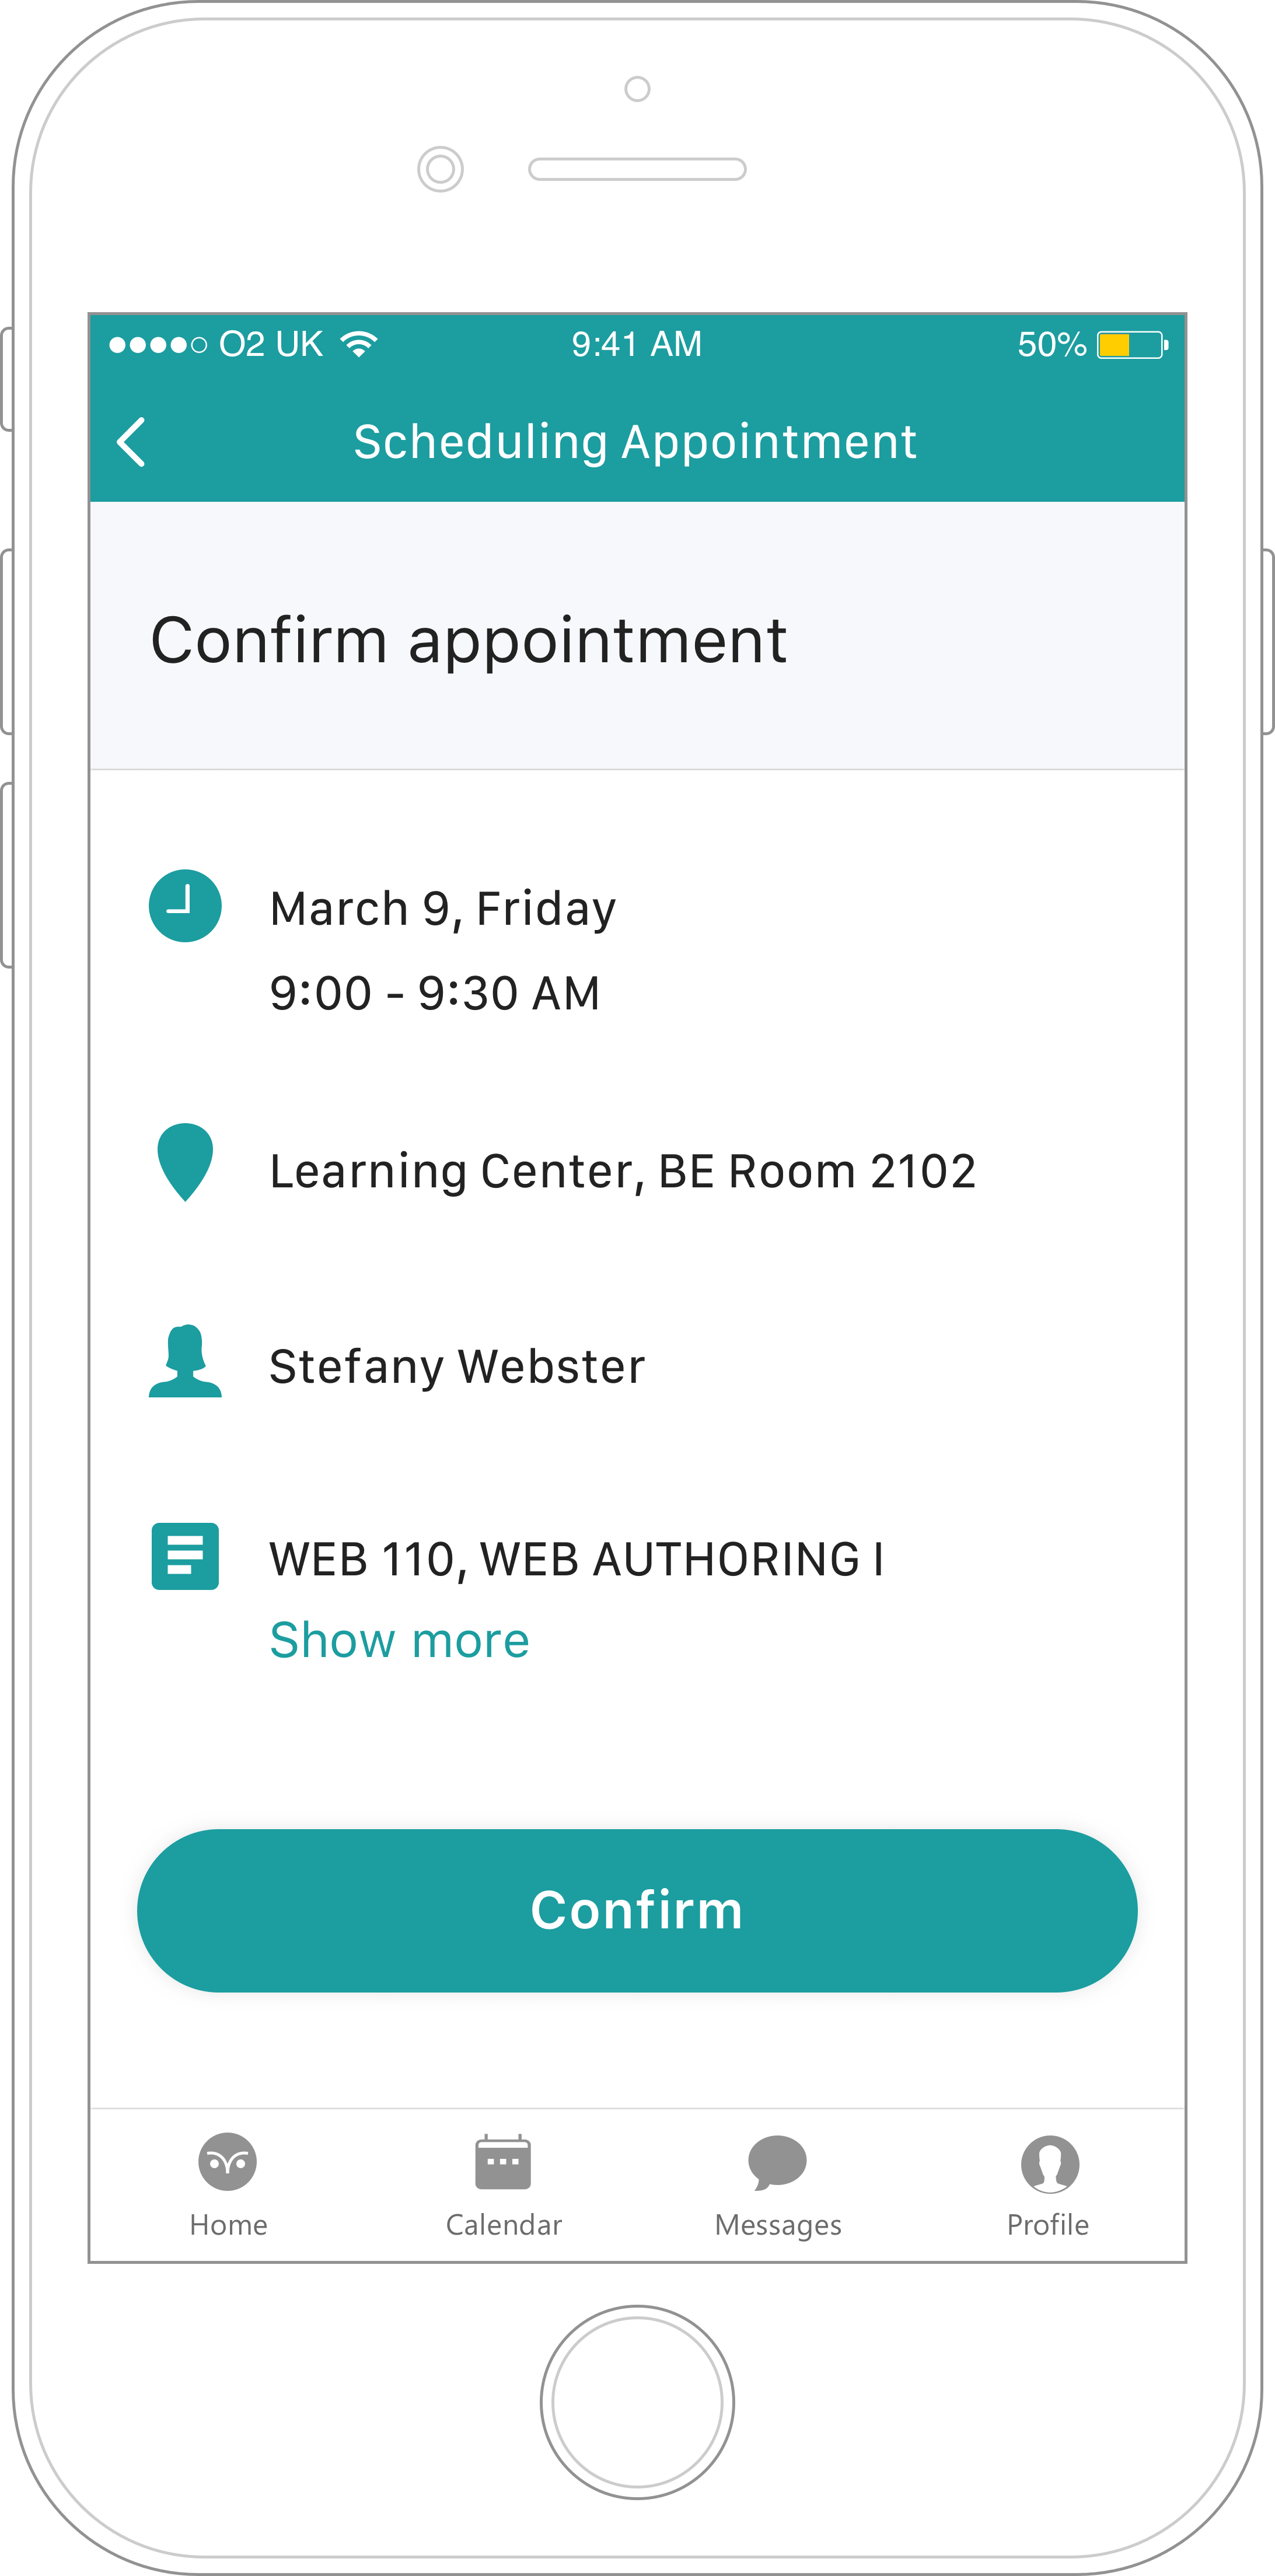 O2 UK 9:41 AM 50%
Scheduling Appointment
Confirm appointment
March 9, Friday
9:00 - 9:30 AM
Learning Center, BE Room 2102
Stefany Webster
WEB 110, WEB AUTHORING I
Show more
Confirm
Home Calendar Messages Profile